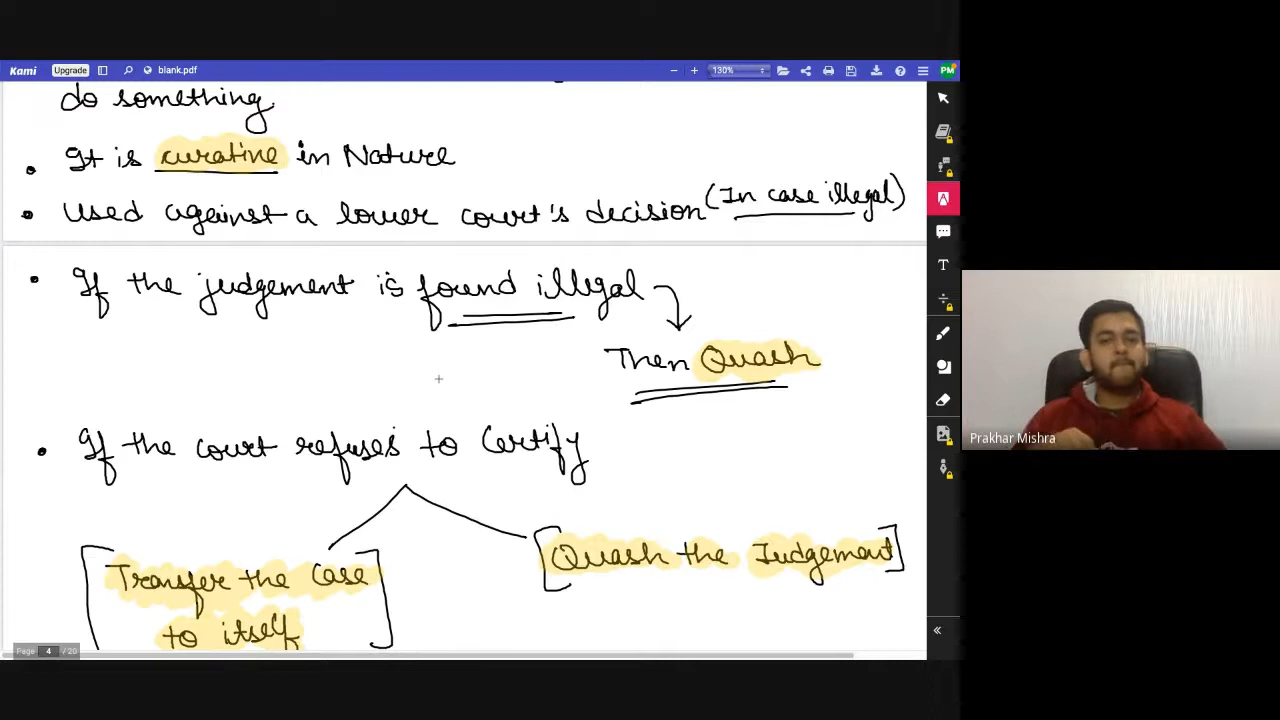 Kami
Upgrade
blank.pdf
130%
PM
do something
It is curative in Nature
Used against a lower court's decision (In case illegal)
If the judgement is found illegal
Then Quash
If the court refuses to Certify
Transfer the Case
to itself
Quash the Judgement
Page 4 / 20
Prakhar Mishra